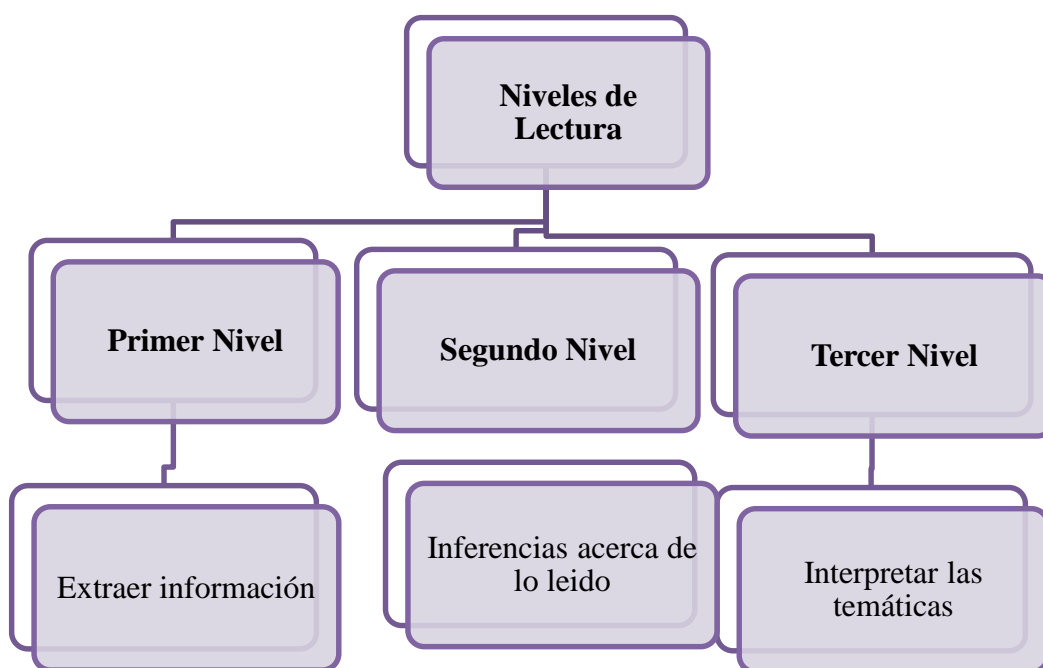 Niveles de
Lectura
Primer Nivel
Segundo Nivel
Tercer Nivel
Extraer información
Inferencias acerca de
lo leido
Interpretar las
temáticas